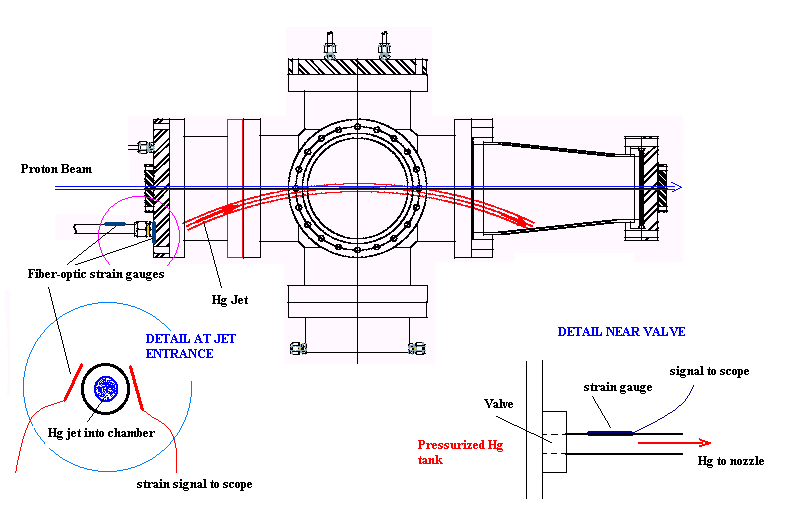 Proton Beam
Fiber-optic strain gauges
Hg Jet
DETAIL AT JET
ENTRANCE
Hg jet into chamber
strain signal to scope
DETAIL NEAR VALVE
signal to scope
strain gauge
Valve
Pressurized Hg
tank
Hg to nozzle